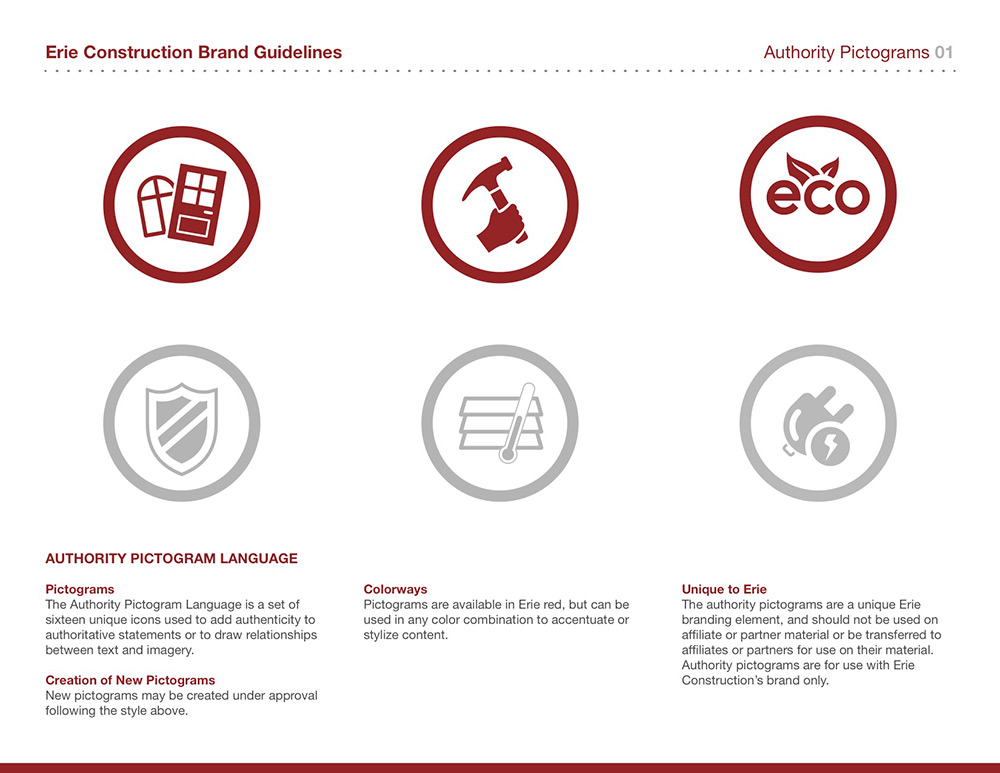 Erie Construction Brand Guidelines
Authority Pictograms 01
eco
AUTHORITY PICTOGRAM LANGUAGE
Pictograms
The Authority Pictogram Language is a set of
sixteen unique icons used to add authenticity to
authoritative statements or to draw relationships
between text and imagery.
Creation of New Pictograms
New pictograms may be created under approval
following the style above.
Colorways
Pictograms are available in Erie red, but can be
used in any color combination to accentuate or
stylize content.
Unique to Erie
The authority pictograms are a unique Erie
branding element, and should not be used on
affiliate or partner material or be transferred to
affiliates or partners for use on their material.
Authority pictograms are for use with Erie
Construction’s brand only.